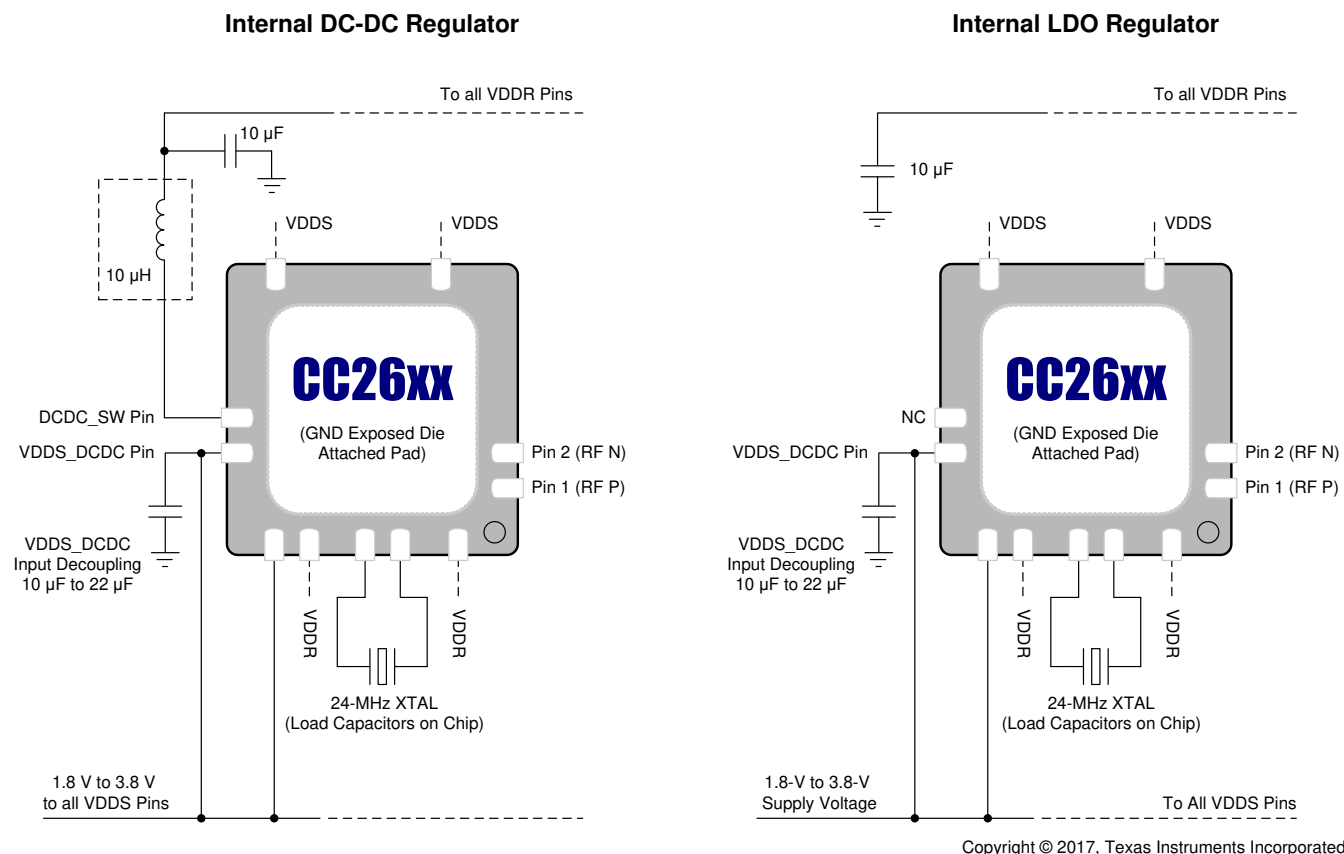 Internal DC-DC Regulator
To all VDDR Pins
10 µF
VDDS
VDDS
10 µH
CC26xx
(GND Exposed Die
Attached Pad)
DCDC_SW Pin
VDDS_DCDC Pin
Pin 2 (RF N)
Pin 1 (RF P)
VDDS_DCDC
Input Decoupling
10 µF to 22 µF
VDDR
VDDR
24-MHz XTAL
(Load Capacitors on Chip)
1.8 V to 3.8 V
to all VDDS Pins
Internal LDO Regulator
To all VDDR Pins
10 µF
VDDS
VDDS
CC26xx
(GND Exposed Die
Attached Pad)
NC
VDDS_DCDC Pin
Pin 2 (RF N)
Pin 1 (RF P)
VDDS_DCDC
Input Decoupling
10 µF to 22 µF
VDDR
VDDR
24-MHz XTAL
(Load Capacitors on Chip)
1.8-V to 3.8-V
Supply Voltage
To All VDDS Pins
Copyright © 2017, Texas Instruments Incorporated